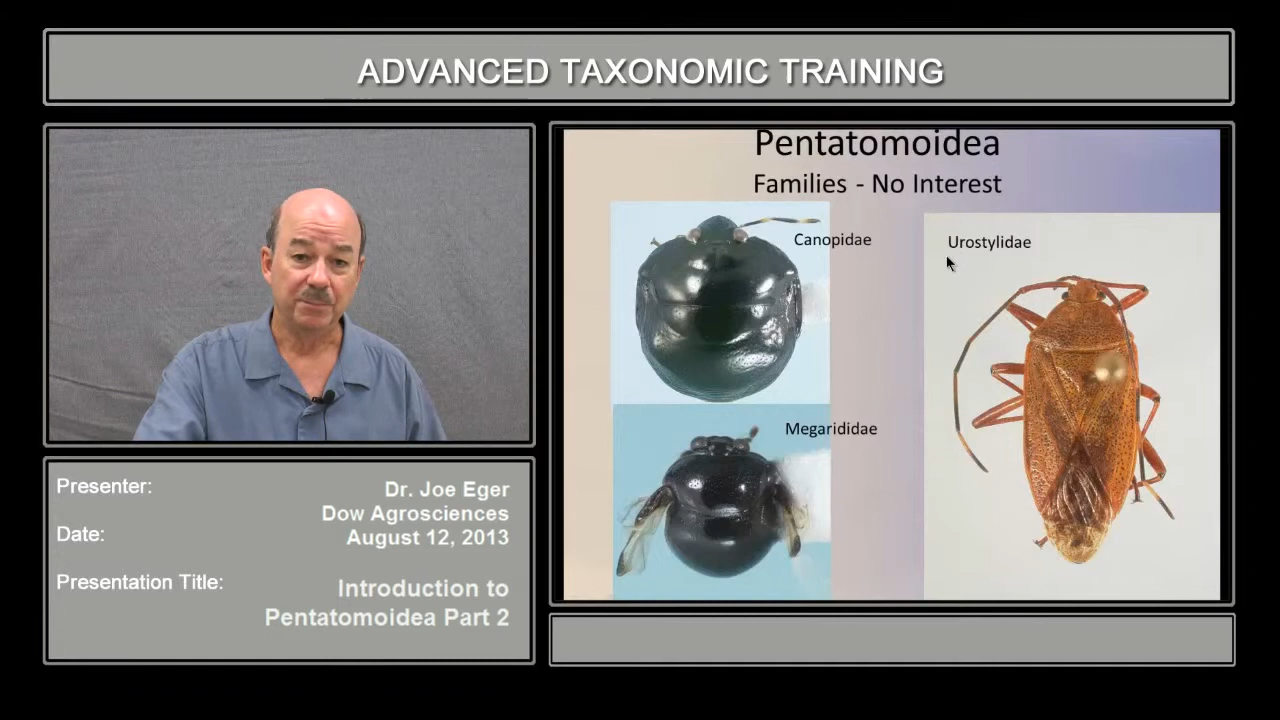 ADVANCED TAXONOMIC TRAINING
Presenter:
Dr. Joe Eger
Dow Agrosciences
Date:
August 12, 2013
Presentation Title:
Introduction to
Pentatomoidea Part 2
Pentatomoidea
Families - No Interest
Canopidae
Urostylidae
Megarididae